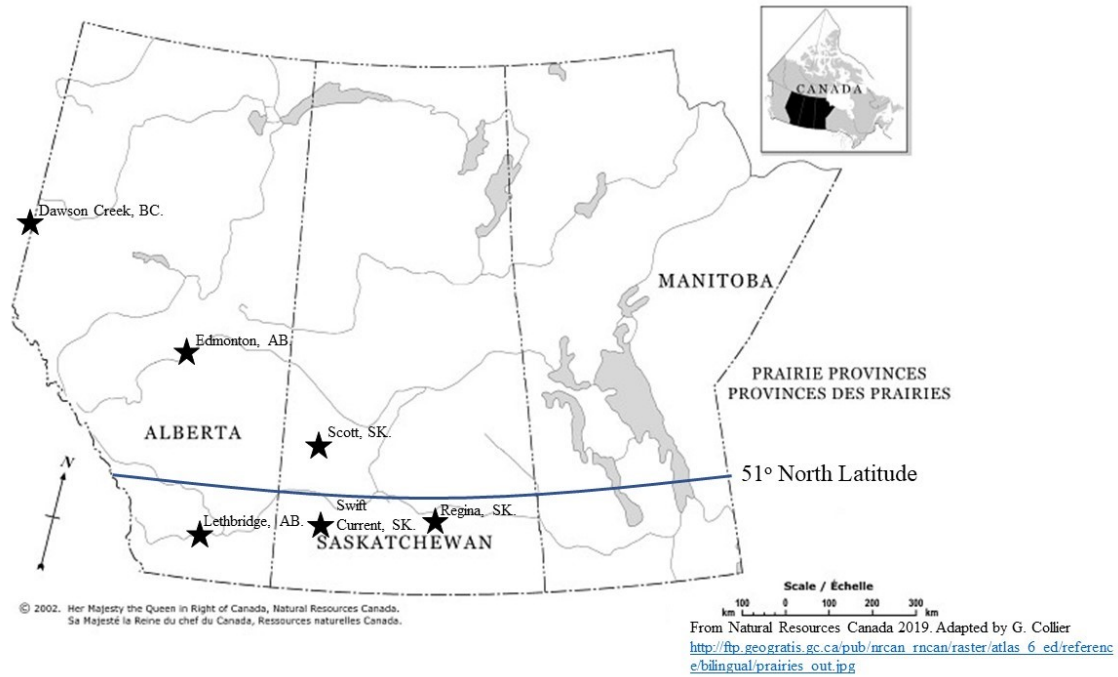 CANADA
Dawson Creek, BC.
MANITOBA
Edmonton, AB.
PRAIRIE PROVINCES
PROVINCES DES PRAIRIES
ALBERTA
Scott, SK.
N
51º North Latitude
Swift
Current, SK.
Regina, SK.
Lethbridge, AB.
SASKATCHEWAN
Scale / Échelle
km 100 0 100 200 300 km
© 2002. Her Majesty the Queen in Right of Canada, Natural Resources Canada.
Sa Majesté la Reine du chef du Canada, Ressources naturelles Canada.
From Natural Resources Canada 2019. Adapted by G. Collier
http://ftp.geogratis.gc.ca/pub/nrcan_rncan/raster/atlas_6_ed/referenc
e/bilingual/prairies_out.jpg